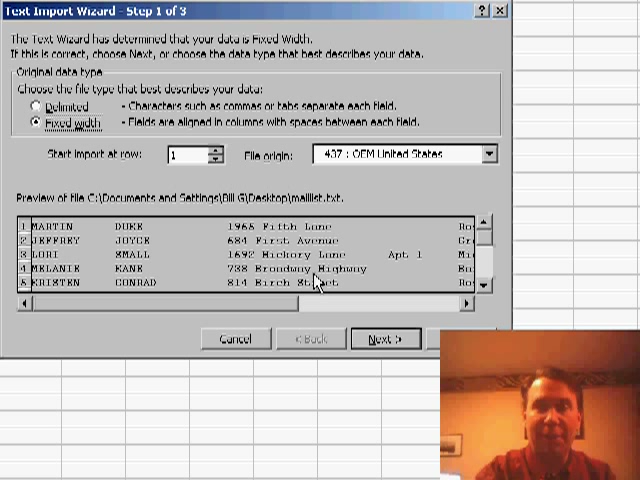 Text Import Wizard - Step 1 of 3
The Text Wizard has determined that your data is Fixed Width.
If this is correct, choose Next, or choose the data type that best describes your data.
Original data type
Choose the file type that best describes your data:
Delimited - Characters such as commas or tabs separate each field.
Fixed width - Fields are aligned in columns with spaces between each field.
Start import at row: 1 File origin: 437 : OEM United States
Preview of file C:\Documents and Settings\Bill G\Desktop\maillist.txt.
1 MARTIN DUKE 1965 Fifth Lane Ro
2 JEFFREY JOYCE 684 First Avenue Gr
3 LORI SMALL 1692 Hickory Lane Apt 1 Mi
4 MELANIE KANE 738 Broadway Highway
5 KRISTEN CONRAD 814 Birch Street Ro
Cancel < Back Next >